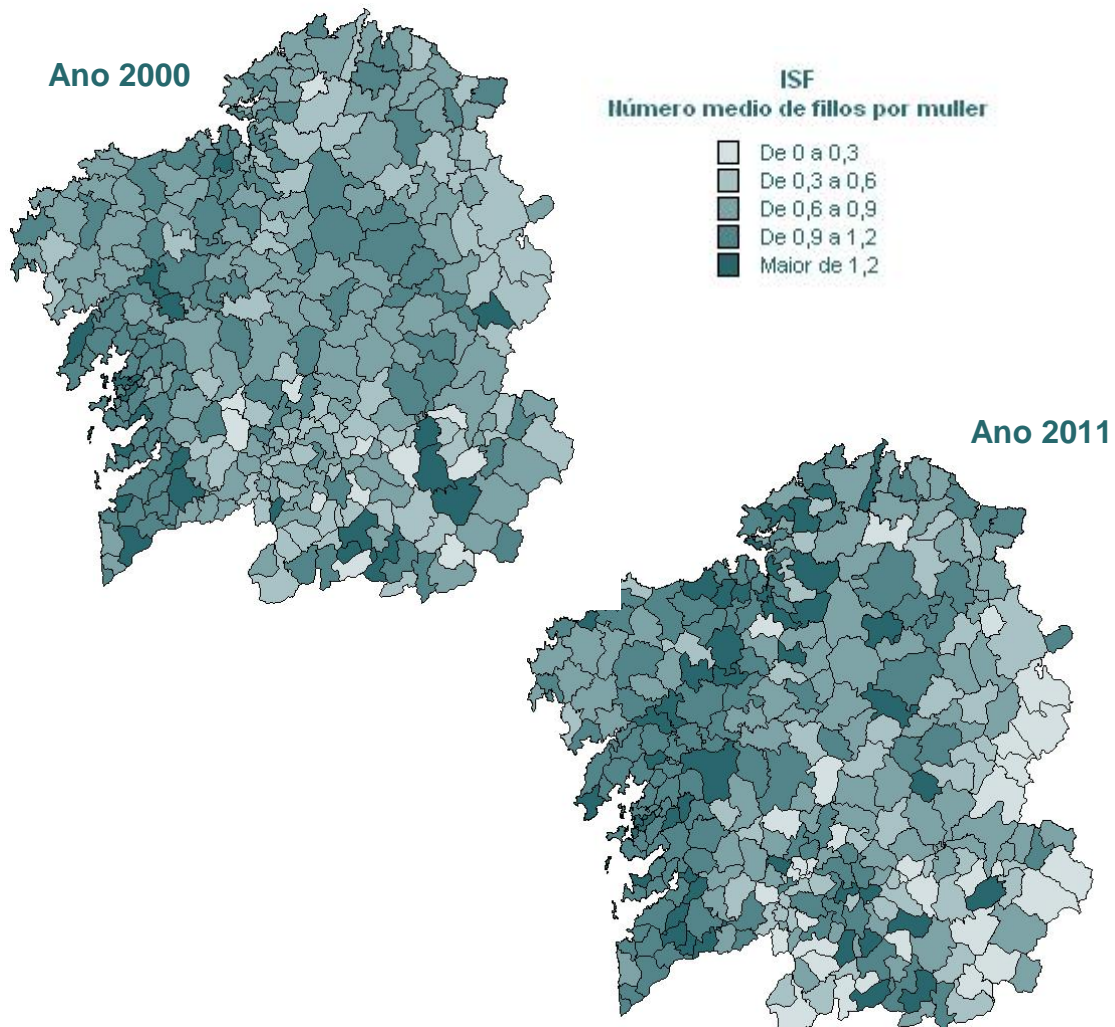 Ano 2000
ISF
Número medio de fillos por muller
De 0 a 0,3
De 0,3 a 0,6
De 0,6 a 0,9
De 0,9 a 1,2
Maior de 1,2
Ano 2011